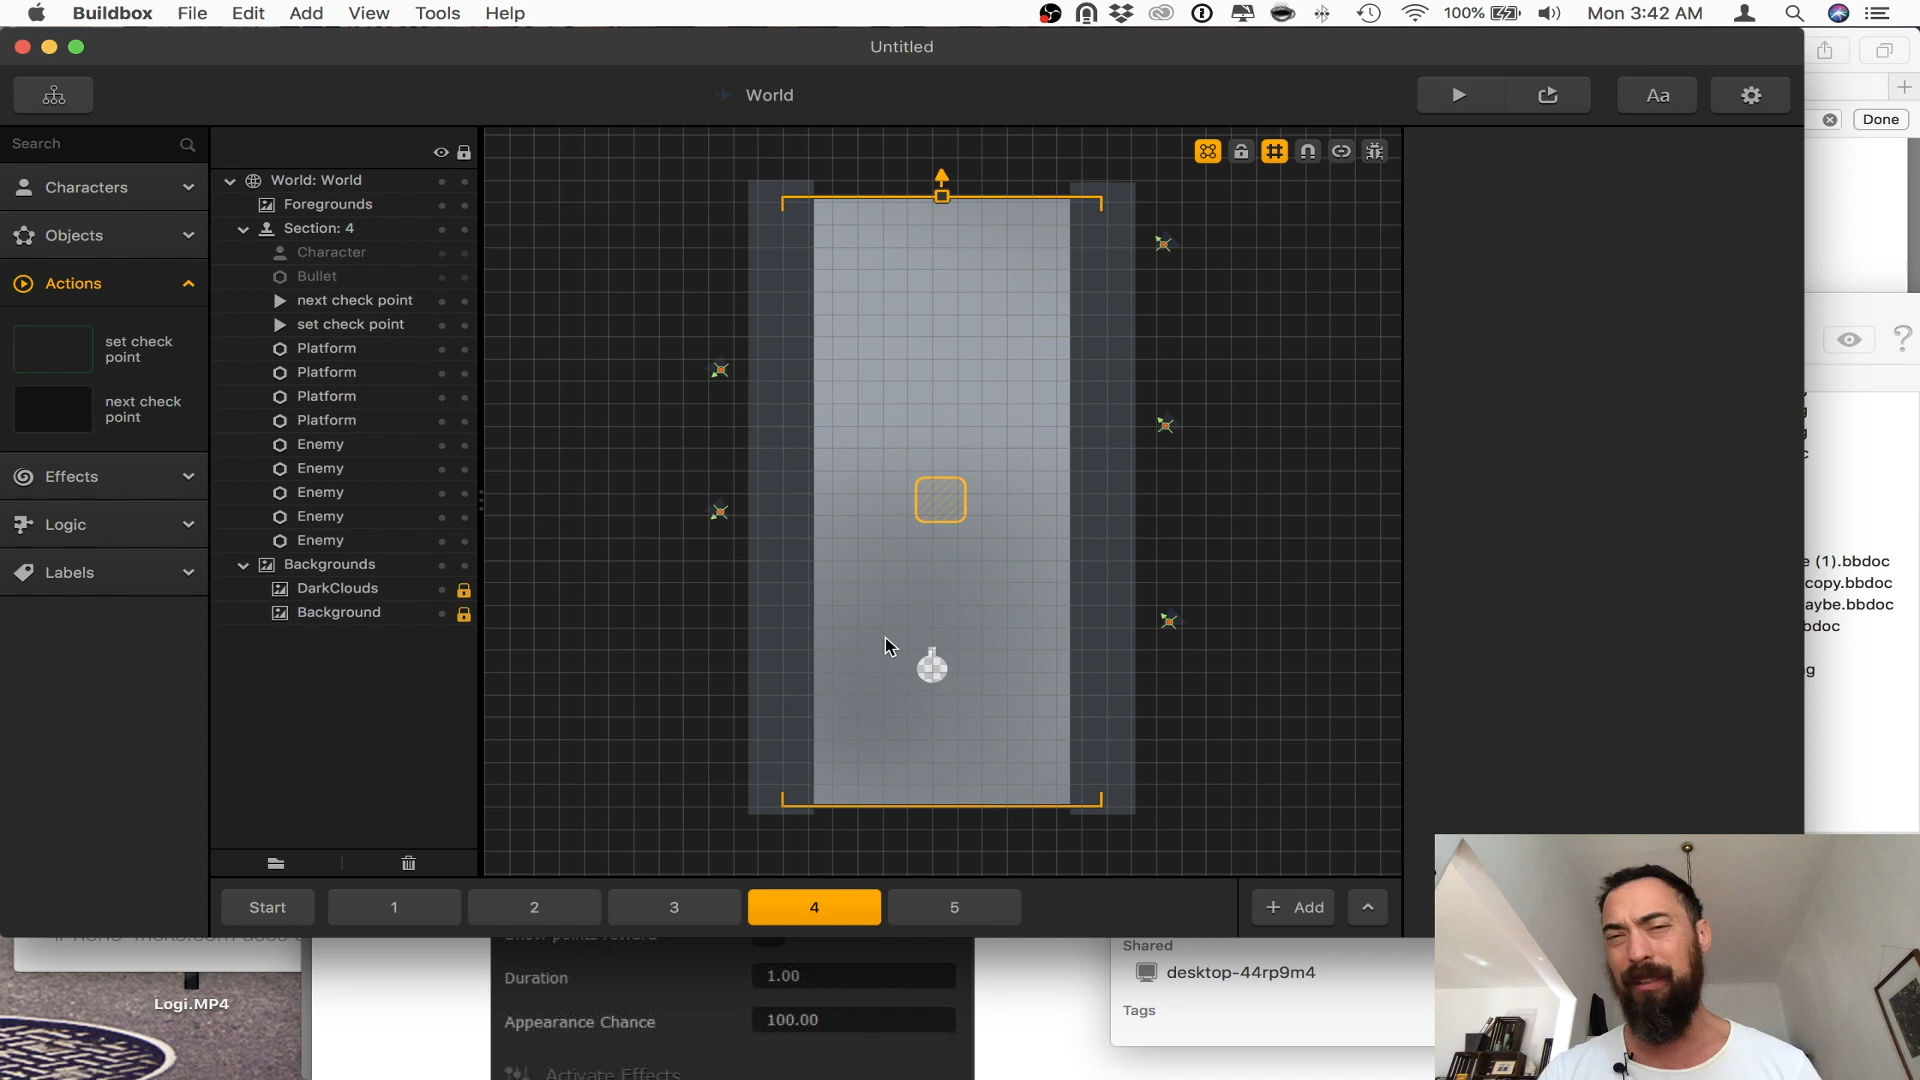 Buildbox File Edit Add View Tools Help 100% Mon 3:42 AM
Untitled
World
Aa
Done
Search
Characters
Objects
Actions
set check
point
next check
point
Effects
Logic
Labels
World: World
Foregrounds
Section: 4
Character
Bullet
next check point
set check point
Platform
Platform
Platform
Platform
Enemy
Enemy
Enemy
Enemy
Enemy
Backgrounds
DarkClouds
Background
e (1).bbdoc
copy.bbdoc
aybe.bbdoc
bdoc
g
Start 1 2 3 4 5 + Add
Logi.MP4
Duration 1.00
Appearance Chance 100.00
Activate Effects
Shared
desktop-44rp9m4
Tags